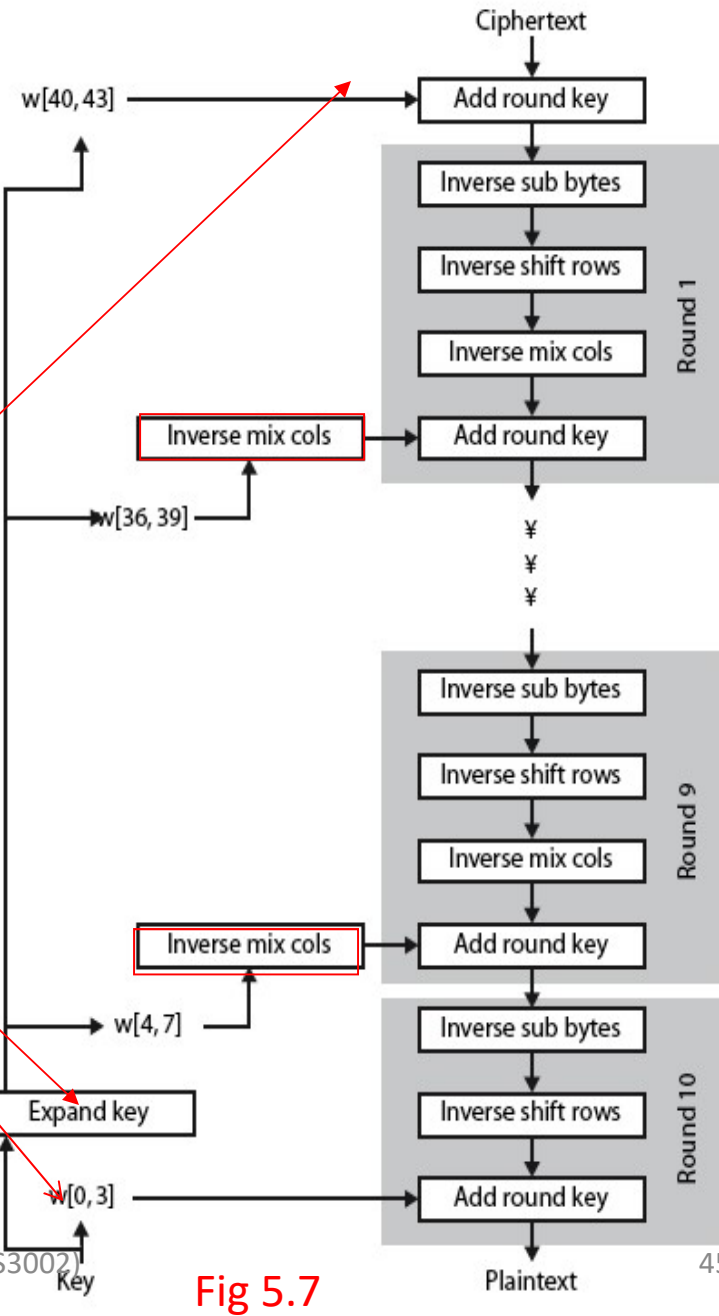 Ciphertext
w[40, 43]
Add round key
Inverse sub bytes
Inverse shift rows
Round 1
Inverse mix cols
Inverse mix cols
Add round key
w[36, 39]
¥
¥
¥
Inverse sub bytes
Inverse shift rows
Round 9
Inverse mix cols
Inverse mix cols
Add round key
w[4, 7]
Inverse sub bytes
Expand key
Inverse shift rows
Round 10
w[0, 3]
Add round key
S3002)
45
Key
Fig 5.7
Plaintext